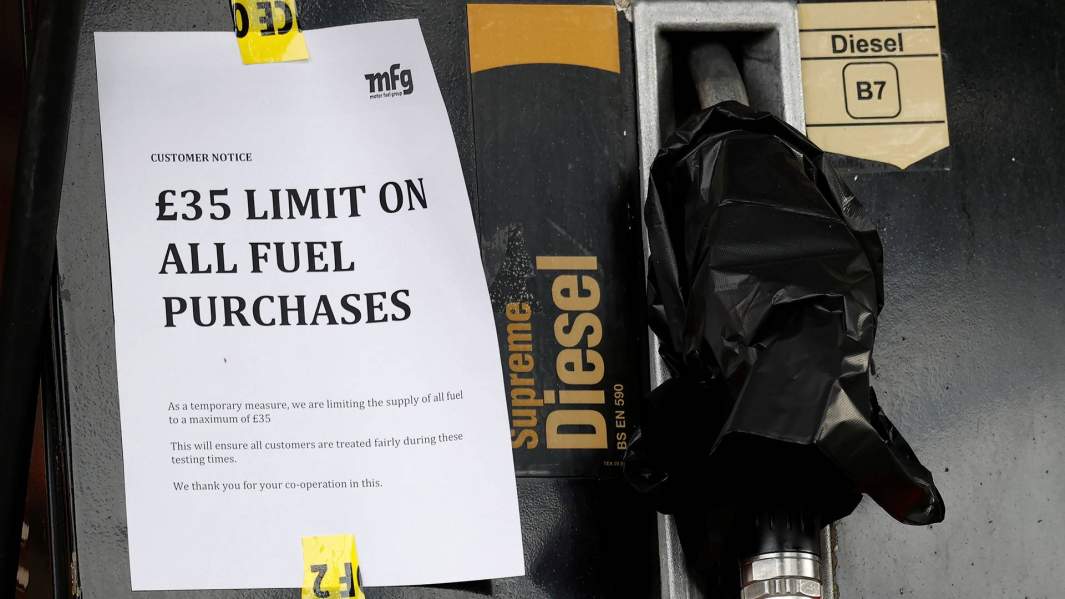 mfg
motor fuel group
CUSTOMER NOTICE
£35 LIMIT ON
ALL FUEL
PURCHASES
As a temporary measure, we are limiting the supply of all fuel
to a maximum of £35
This will ensure all customers are treated fairly during these
testing times.
We thank you for your co-operation in this.
Supreme
Diesel
BS EN 590
Diesel
B7